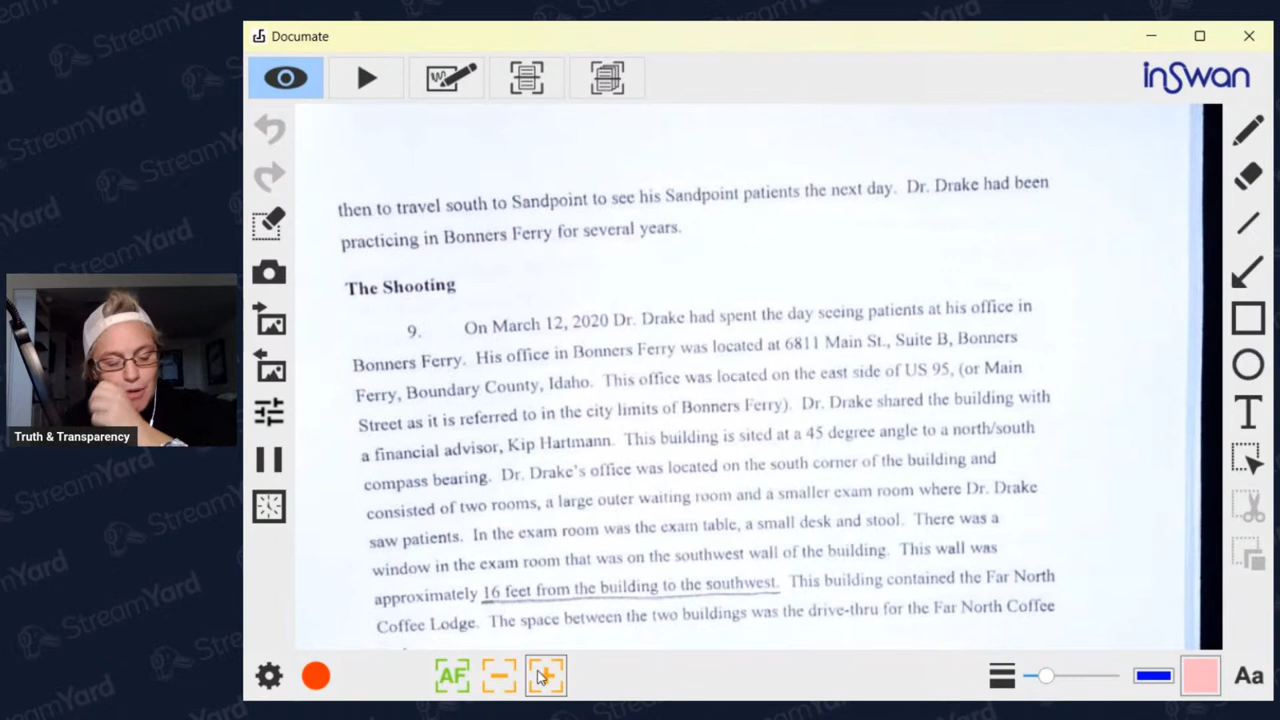 StreamYard
StreamYard
Documate
inSwan
then to travel south to Sandpoint to see his Sandpoint patients the next day. Dr. Drake had been
practicing in Bonners Ferry for several years.
The Shooting
9. On March 12, 2020 Dr. Drake had spent the day seeing patients at his office in
Bonners Ferry. His office in Bonners Ferry was located at 6811 Main St., Suite B, Bonners
Ferry, Boundary County, Idaho. This office was located on the east side of US 95, (or Main
Street as it is referred to in the city limits of Bonners Ferry). Dr. Drake shared the building with
a financial advisor, Kip Hartmann. This building is sited at a 45 degree angle to a north/south
compass bearing. Dr. Drake's office was located on the south corner of the building and
consisted of two rooms, a large outer waiting room and a smaller exam room where Dr. Drake
saw patients. In the exam room was the exam table, a small desk and stool. There was a
window in the exam room that was on the southwest wall of the building. This wall was
approximately 16 feet from the building to the southwest. This building contained the Far North
Coffee Lodge. The space between the two buildings was the drive-thru for the Far North Coffee
Truth & Transparency
T
AF
Aa
StreamYard